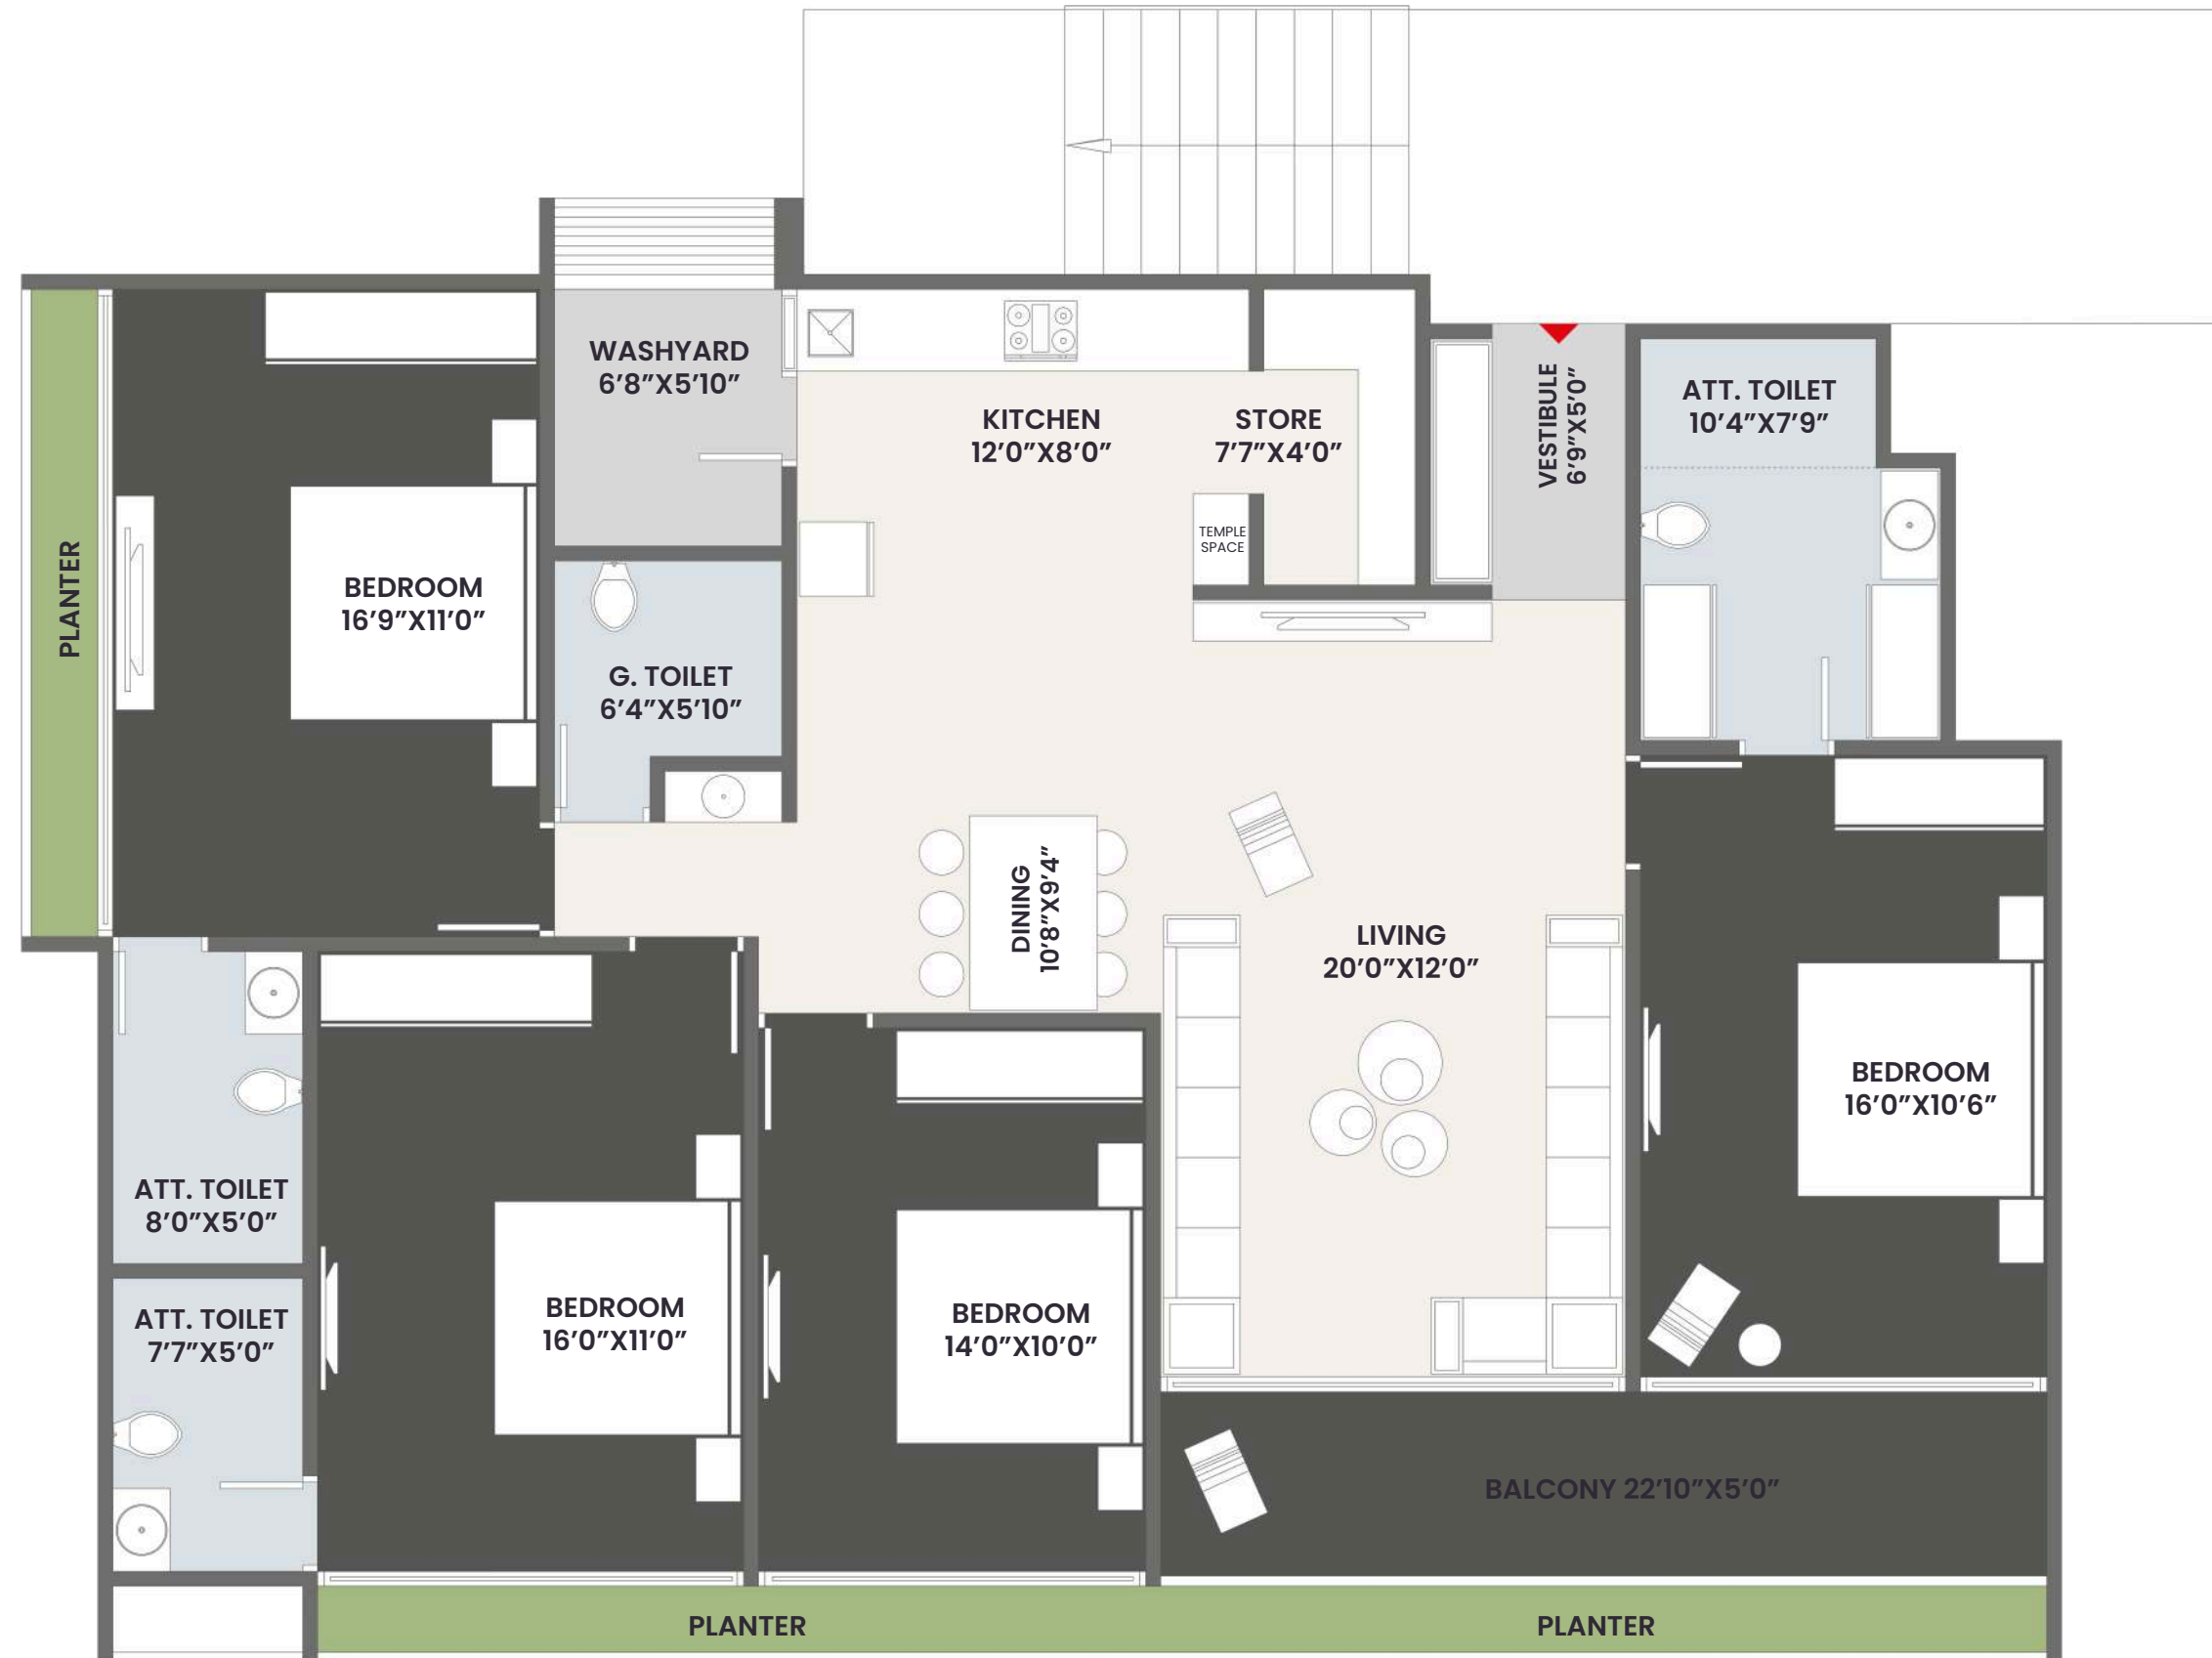 WASHYARD
6’8”X5’10”
KITCHEN
12’0”X8’0”
STORE
7’7”X4’0”
VESTIBULE
6’9”X5’0”
ATT. TOILET
10’4”X7’9”
TEMPLE
SPACE
PLANTER
BEDROOM
16’9”X11’0”
G. TOILET
6’4”X5’10”
DINING
10’8”X9’4”
LIVING
20’0”X12’0”
BEDROOM
16’0”X10’6”
ATT. TOILET
8’0”X5’0”
ATT. TOILET
7’7”X5’0”
BEDROOM
16’0”X11’0”
BEDROOM
14’0”X10’0”
BALCONY 22’10”X5’0”
PLANTER
PLANTER